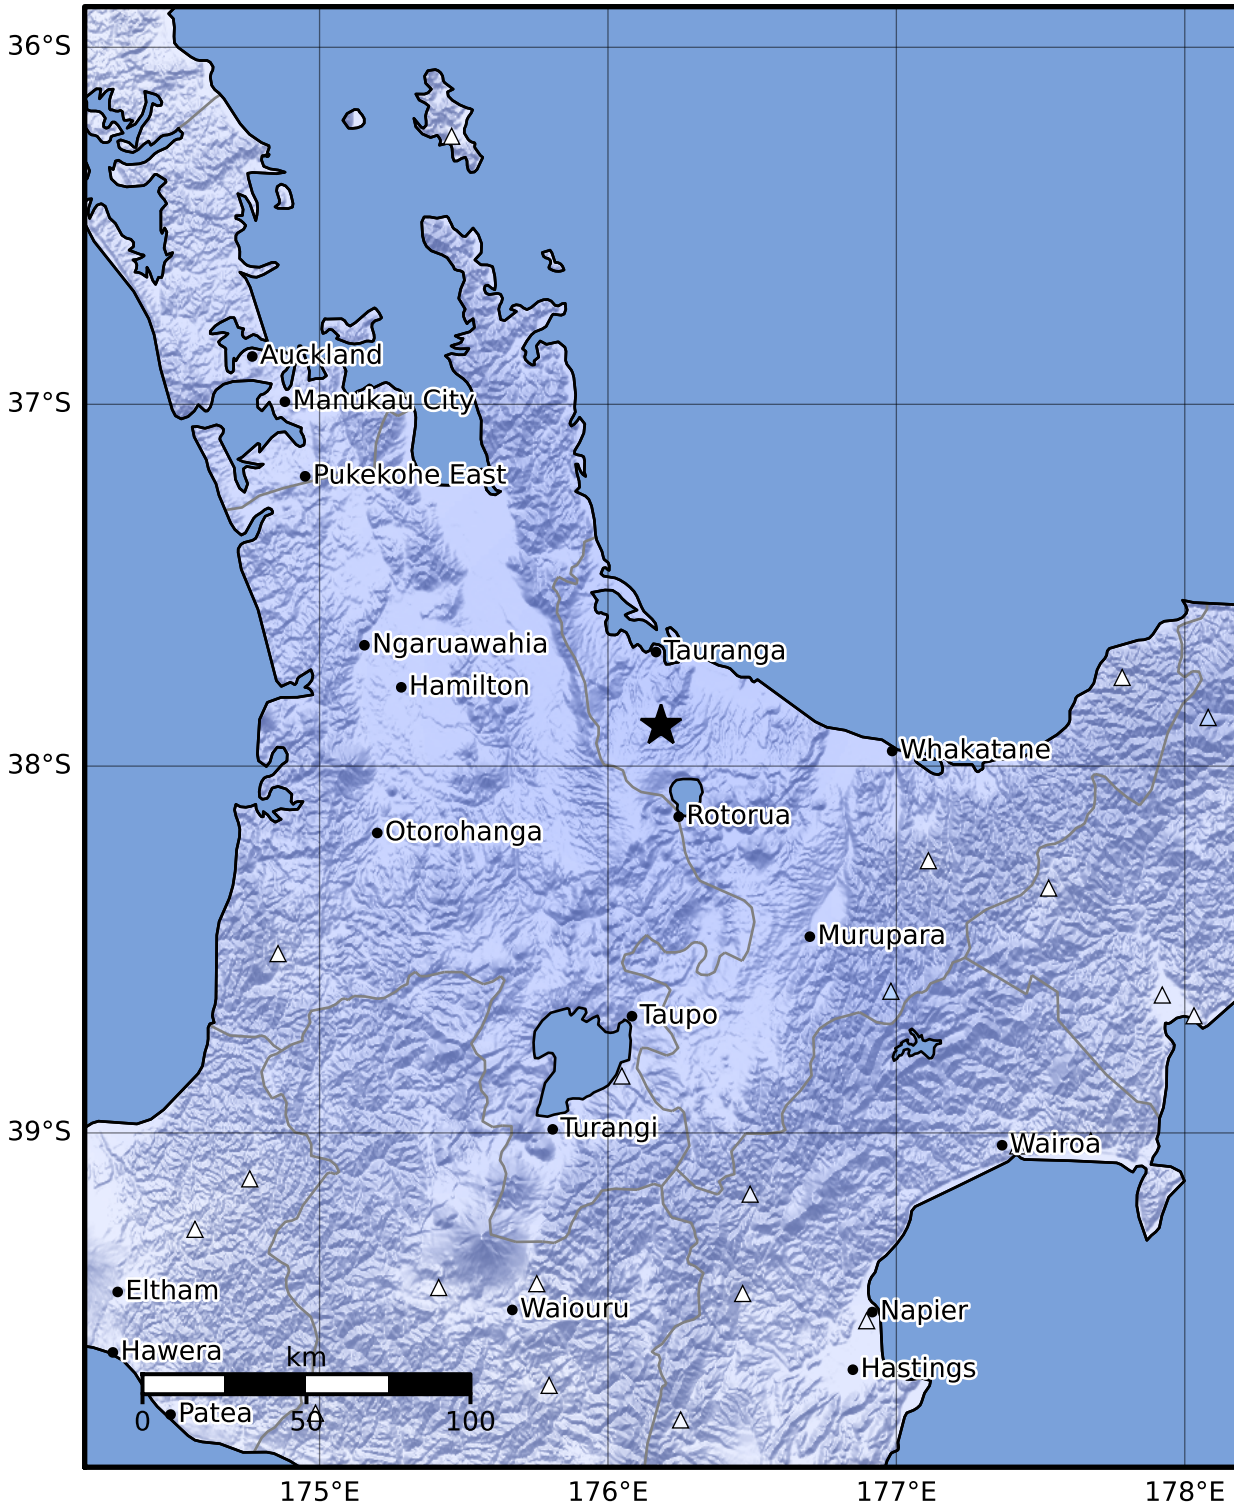 36°S
Auckland
37°S
Manukau City
Pukekohe East
Ngaruawahia
Tauranga
Hamilton
Whakatane
38°S
Rotorua
Otorohanga
Murupara
Taupo
39°S
Turangi
Wairoa
Eltham
Waiouru
Napier
Hawera
km
Hastings
Patea
0 50 100
175°E 176°E 177°E 178°E